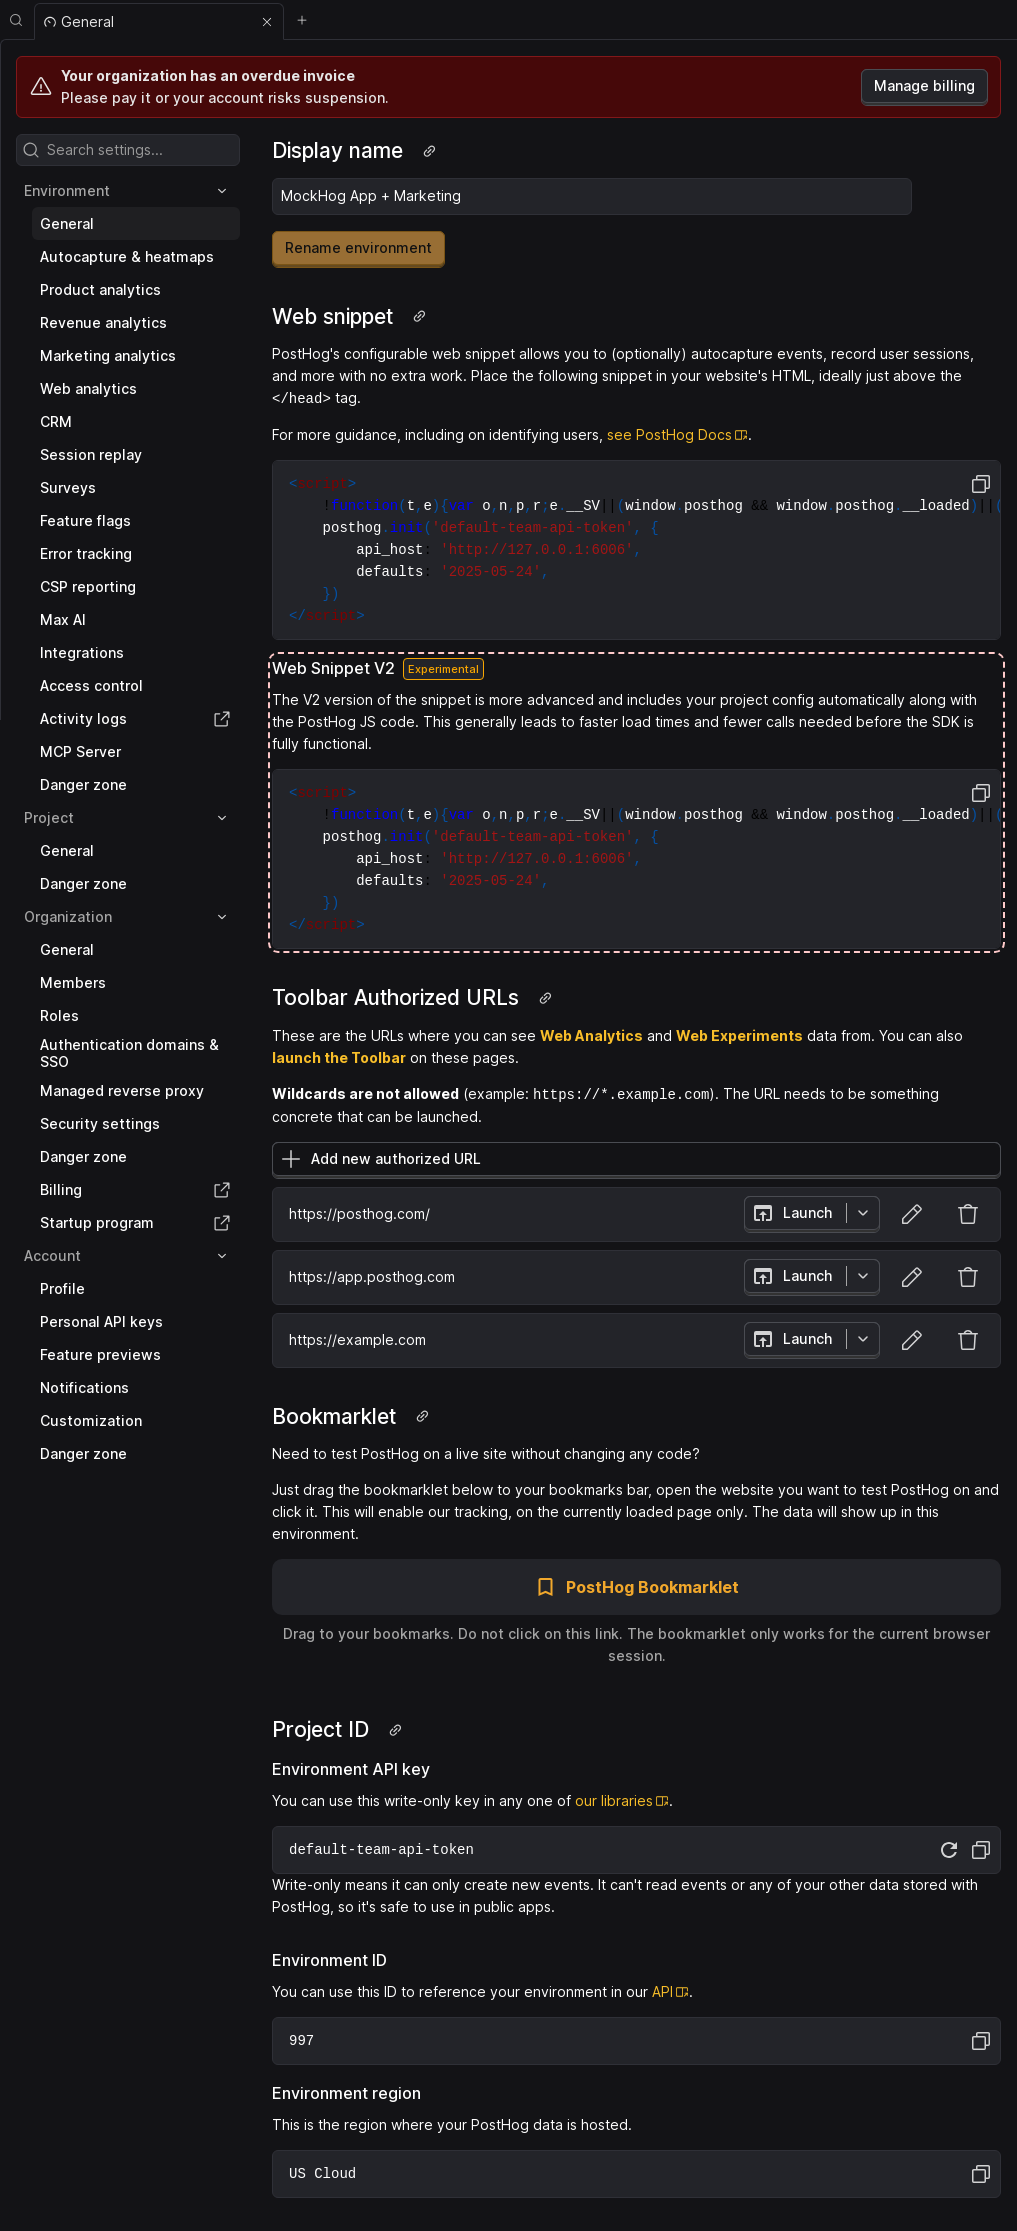 General
Your organization has an overdue invoice
Please pay it or your account risks suspension.
Manage billing
Search settings...
Environment
General
Autocapture & heatmaps
Product analytics
Revenue analytics
Marketing analytics
Web analytics
CRM
Session replay
Surveys
Feature flags
Error tracking
CSP reporting
Max AI
Integrations
Access control
Activity logs
MCP Server
Danger zone
Project
General
Danger zone
Organization
General
Members
Roles
Authentication domains &
SSO
Managed reverse proxy
Security settings
Danger zone
Billing
Startup program
Account
Profile
Personal API keys
Feature previews
Notifications
Customization
Danger zone
Display name
MockHog App + Marketing
Rename environment
Web snippet
PostHog's configurable web snippet allows you to (optionally) autocapture events, record user sessions,
and more with no extra work. Place the following snippet in your website's HTML, ideally just above the
</head> tag.
For more guidance, including on identifying users, see PostHog Docs.
<script>
!function(t,e){var o,n,p,r;e.__SV||(window.posthog && window.posthog.__loaded)||(
posthog.init('default-team-api-token', {
api_host: 'http://127.0.0.1:6006',
defaults: '2025-05-24',
})
</script>
Web Snippet V2 Experimental
The V2 version of the snippet is more advanced and includes your project config automatically along with
the PostHog JS code. This generally leads to faster load times and fewer calls needed before the SDK is
fully functional.
<script>
!function(t,e){var o,n,p,r;e.__SV||(window.posthog && window.posthog.__loaded)||(
posthog.init('default-team-api-token', {
api_host: 'http://127.0.0.1:6006',
defaults: '2025-05-24',
})
</script>
Toolbar Authorized URLs
These are the URLs where you can see Web Analytics and Web Experiments data from. You can also
launch the Toolbar on these pages.
Wildcards are not allowed (example: https://*.example.com). The URL needs to be something
concrete that can be launched.
Add new authorized URL
https://posthog.com/ Launch
https://app.posthog.com Launch
https://example.com Launch
Bookmarklet
Need to test PostHog on a live site without changing any code?
Just drag the bookmarklet below to your bookmarks bar, open the website you want to test PostHog on and
click it. This will enable our tracking, on the currently loaded page only. The data will show up in this
environment.
PostHog Bookmarklet
Drag to your bookmarks. Do not click on this link. The bookmarklet only works for the current browser
session.
Project ID
Environment API key
You can use this write-only key in any one of our libraries.
default-team-api-token
Write-only means it can only create new events. It can't read events or any of your other data stored with
PostHog, so it's safe to use in public apps.
Environment ID
You can use this ID to reference your environment in our API.
997
Environment region
This is the region where your PostHog data is hosted.
US Cloud